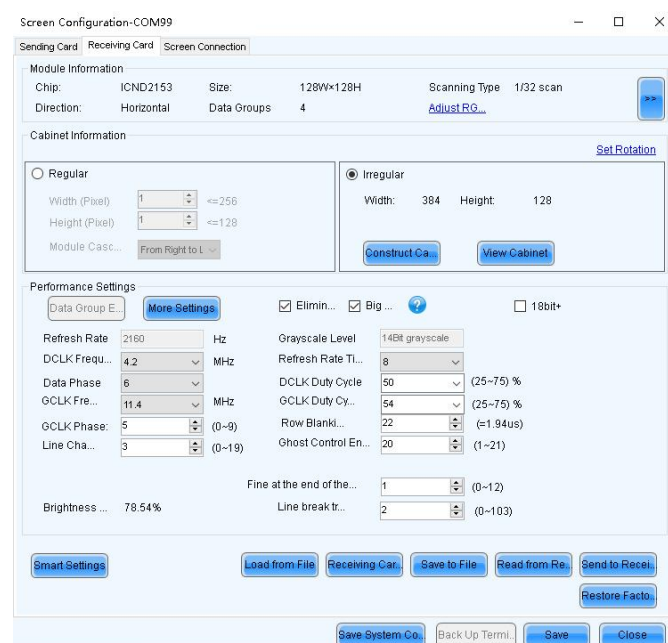 Screen Configuration-COM99
Sending Card Receiving Card Screen Connection
Module Information
Chip: ICND2153 Size: 128W×128H Scanning Type 1/32 scan
Direction: Horizontal Data Groups 4 Adjust RG...
>>
Cabinet Information
Set Rotation
Regular
Width (Pixel) 1 <=256
Height (Pixel) 1 <=128
Module Casc... From Right to L
Irregular
Width: 384 Height: 128
Construct Ca... View Cabinet
Performance Settings
Data Group E... More Settings Elimin... Big ... ? 18bit+
Refresh Rate 2160 Hz Grayscale Level 14Bit grayscale
DCLK Frequ... 4.2 MHz Refresh Rate Ti... 8
Data Phase 6 DCLK Duty Cycle 50 (25~75) %
GCLK Fre... 11.4 MHz GCLK Duty Cy... 54 (25~75) %
GCLK Phase: 5 (0~9) Row Blanki... 22 (=1.94us)
Line Cha... 3 (0~19) Ghost Control En... 20 (1~21)
Fine at the end of the... 1 (0~12)
Brightness ... 78.54% Line break tr... 2 (0~103)
Smart Settings Load from File Receiving Car... Save to File Read from Re... Send to Recei...
Restore Facto...
Save System Co... Back Up Termi... Save Close